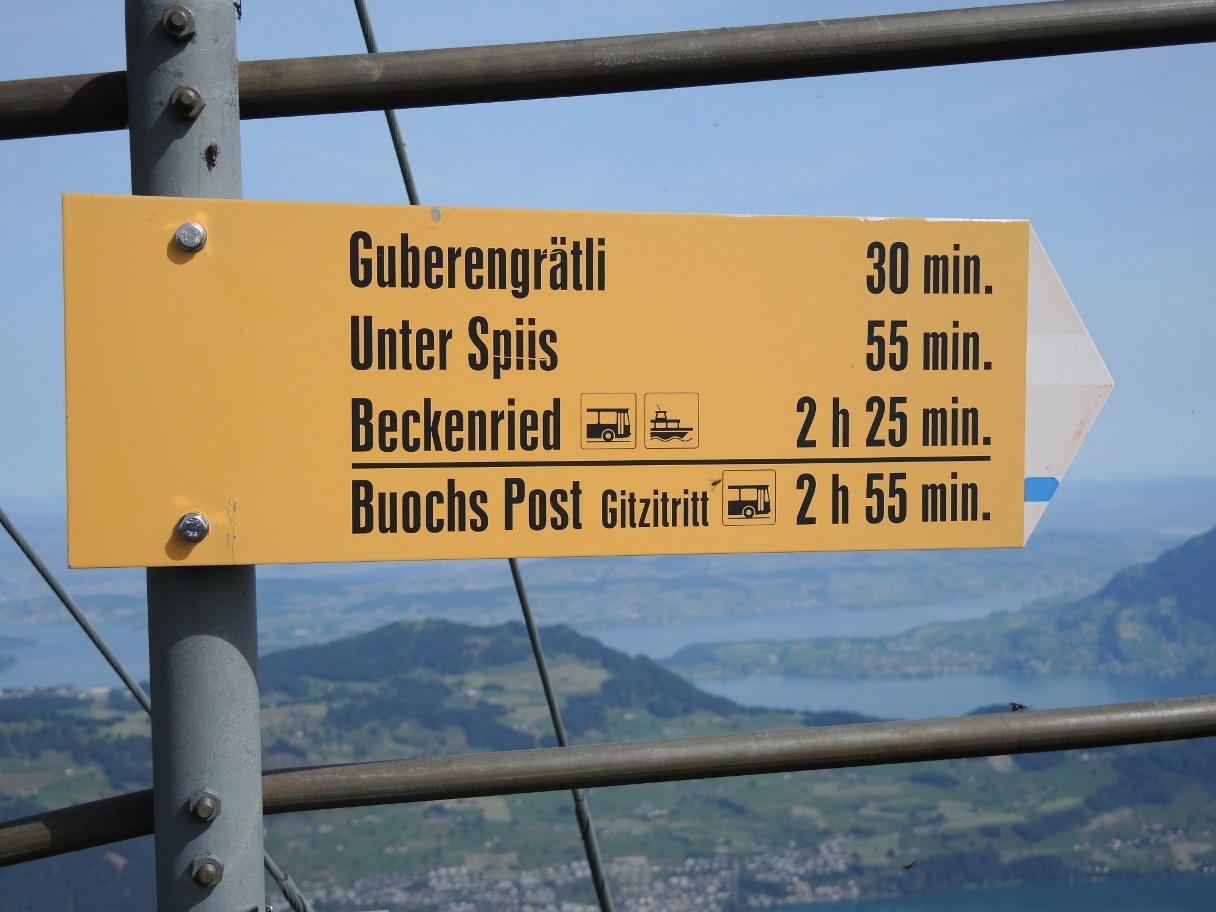 Guberengrätli 30 min.
Unter Spiis 55 min.
Beckenried 2 h 25 min.
Buochs Post Gitzitritt 2 h 55 min.